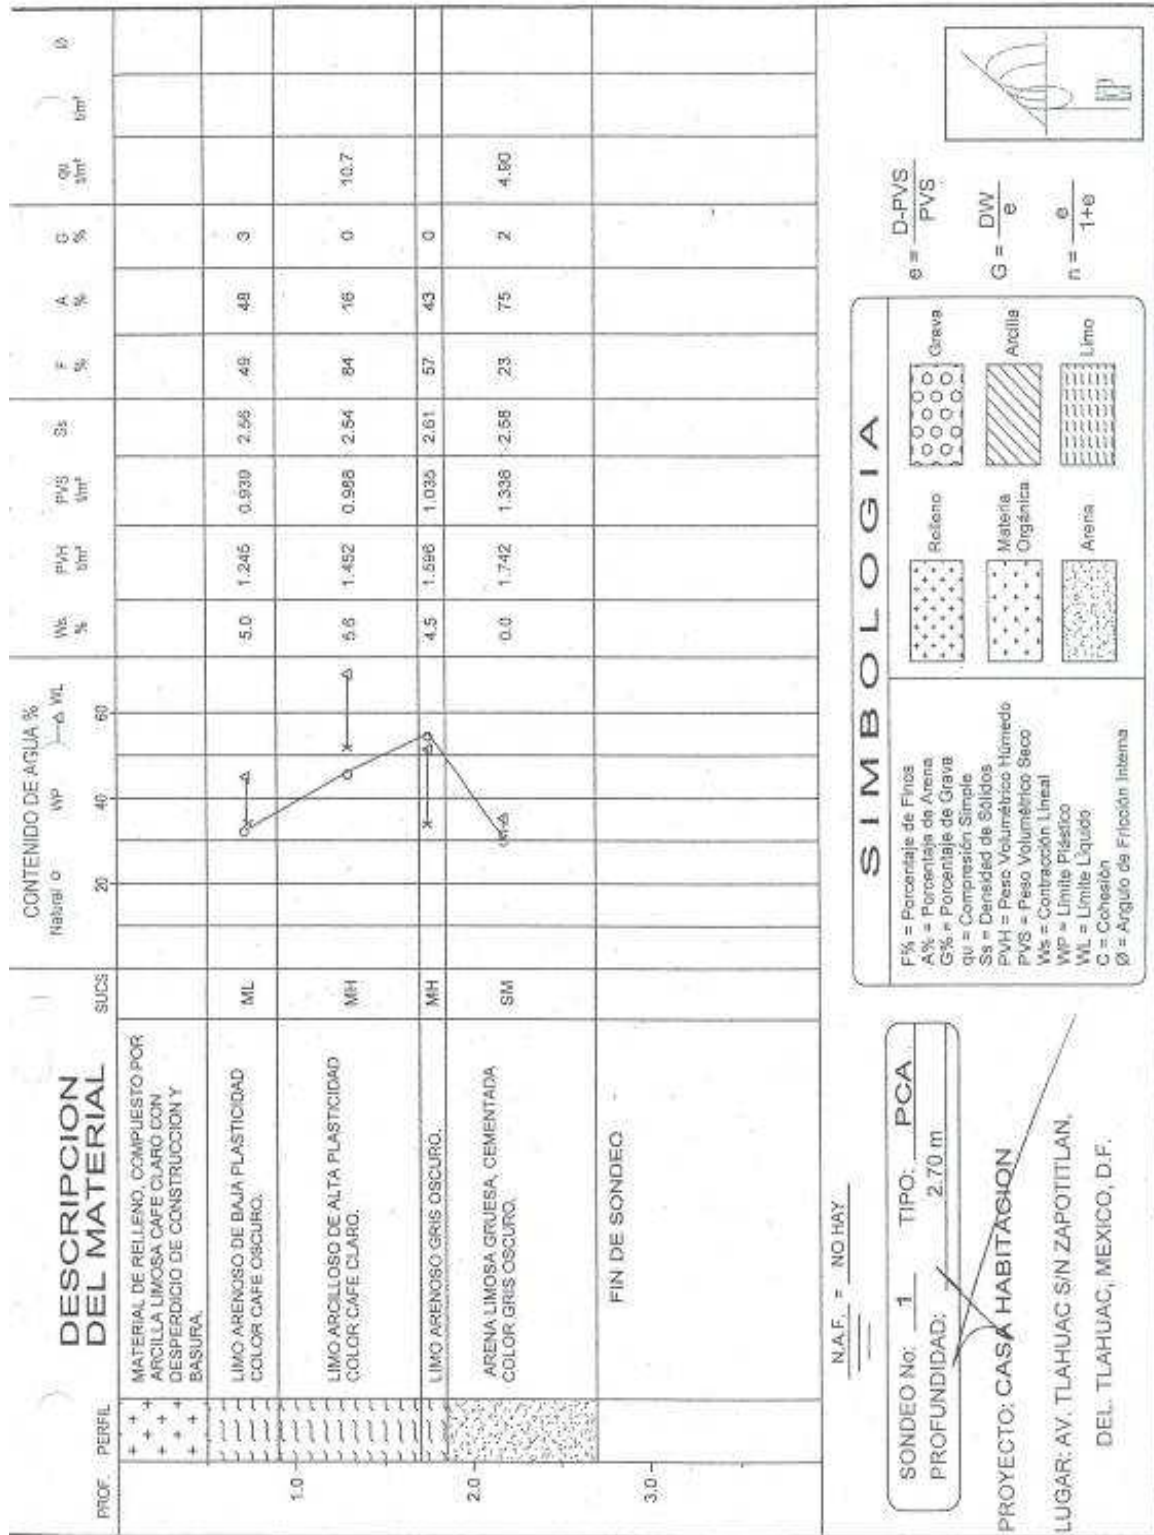 DESCRIPCION
DEL MATERIAL
PROF. PERFIL SUCS
CONTENIDO DE AGUA %
Natural o WP WL
20 40 60
Ws % PVH t/m³ PVS t/m³ Ss F % A % G % qu t/m² t/m² Ø
MATERIAL DE RELLENO, COMPUESTO POR
ARCILLA LIMOSA CAFE CLARO CON
DESPERDICIO DE CONSTRUCCION Y
BASURA.
LIMO ARENOSO DE BAJA PLASTICIDAD
COLOR CAFE OSCURO.
ML 5.0 1.245 0.939 2.56 49 48 3
1.0
LIMO ARCILLOSO DE ALTA PLASTICIDAD
COLOR CAFE CLARO.
MH 5.6 1.452 0.988 2.54 84 16 0 10.7
LIMO ARENOSO GRIS OSCURO.
MH 4.5 1.596 1.035 2.61 57 43 0
2.0
ARENA LIMOSA GRUESA, CEMENTADA
COLOR GRIS OSCURO.
SM 0.0 1.742 1.338 2.58 23 75 2 4.90
FIN DE SONDEO
3.0
N.A.F. = NO HAY
SONDEO No: 1 TIPO: PCA
PROFUNDIDAD: 2.70 m
PROYECTO: CASA HABITACION
LUGAR: AV. TLAHUAC S/N ZAPOTITLAN,
DEL. TLAHUAC, MEXICO, D.F.
SIMBOLOGIA
F% = Porcentaje de Finos
A% = Porcentaje de Arena
G% = Porcentaje de Grava
qu = Compresión Simple
Ss = Densidad de Sólidos
PVH = Peso Volumétrico Húmedo
PVS = Peso Volumétrico Seco
Ws = Contracción Lineal
WP = Límite Plástico
WL = Límite Líquido
C = Cohesión
Ø = Angulo de Fricción Interna
Relleno Grava
Materia Orgánica Arcilla
Arena Limo
e = D-PVS / PVS
G = DW / e
n = e / 1+e